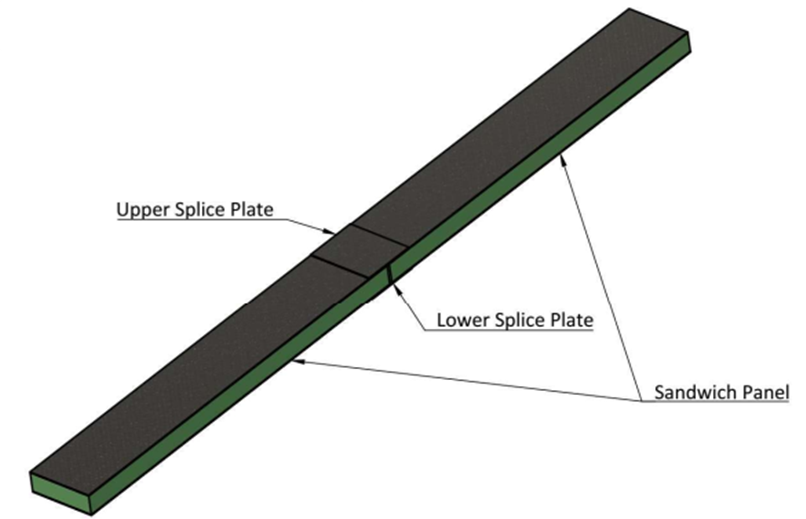 Upper Splice Plate
Lower Splice Plate
Sandwich Panel